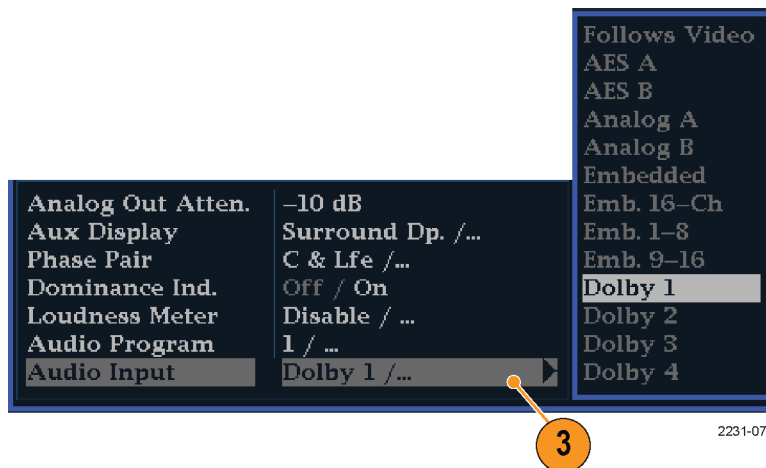 Follows Video
AES A
AES B
Analog A
Analog B
Embedded
Emb. 16–Ch
Emb. 1–8
Emb. 9–16
Dolby 1
Dolby 2
Dolby 3
Dolby 4
Analog Out Atten. –10 dB
Aux Display Surround Dp. /...
Phase Pair C & Lfe /...
Dominance Ind. Off / On
Loudness Meter Disable / ...
Audio Program 1 / ...
Audio Input Dolby 1 /...
3
2231-07